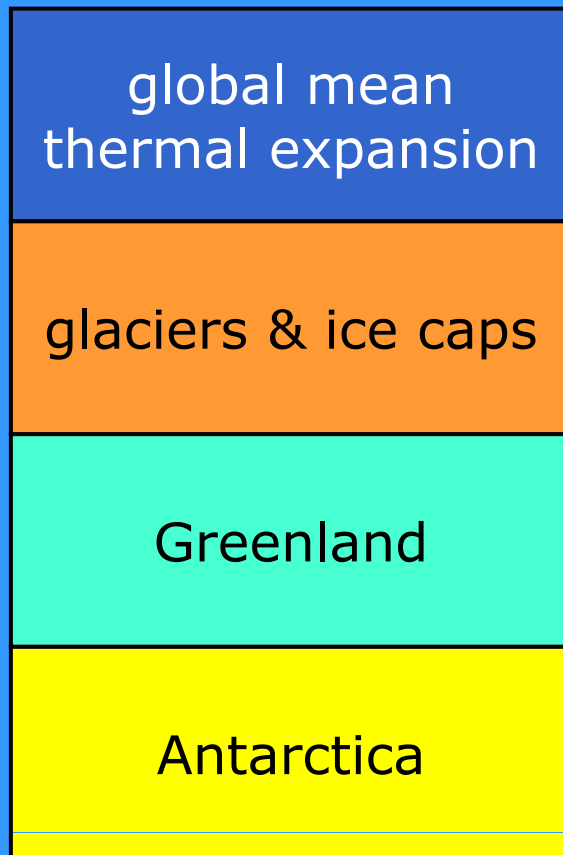 global mean
thermal expansion
glaciers & ice caps
Greenland
Antarctica